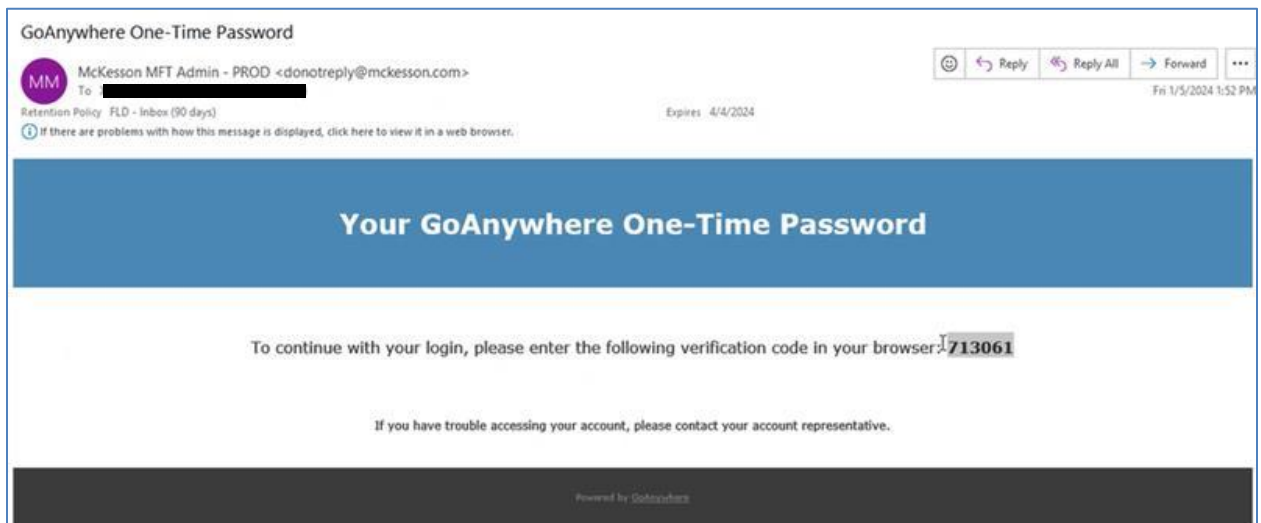 GoAnywhere One-Time Password
MM
McKesson MFT Admin - PROD <donotreply@mckesson.com>
Reply
Reply All
Forward
To
Fri 1/5/2024 1:52 PM
Retention Policy FLD - Inbox (90 days)
Expires 4/4/2024
If there are problems with how this message is displayed, click here to view it in a web browser.
Your GoAnywhere One-Time Password
To continue with your login, please enter the following verification code in your browser: 713061
If you have trouble accessing your account, please contact your account representative.
Powered by GoAnywhere